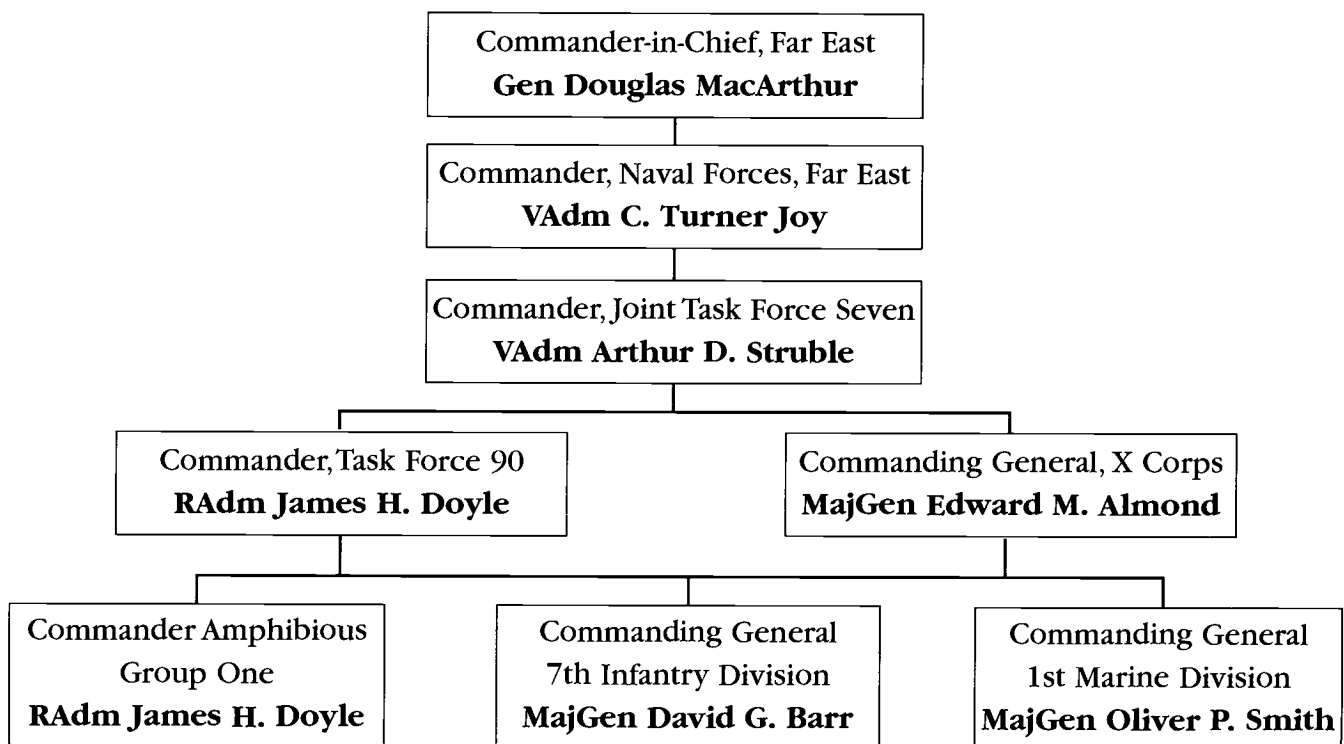 Commander-in-Chief, Far East
Gen Douglas MacArthur
Commander, Naval Forces, Far East
VAdm C. Turner Joy
Commander, Joint Task Force Seven
VAdm Arthur D. Struble
Commander, Task Force 90
RAdm James H. Doyle
Commanding General, X Corps
MajGen Edward M. Almond
Commander Amphibious
Group One
RAdm James H. Doyle
Commanding General
7th Infantry Division
MajGen David G. Barr
Commanding General
1st Marine Division
MajGen Oliver P. Smith